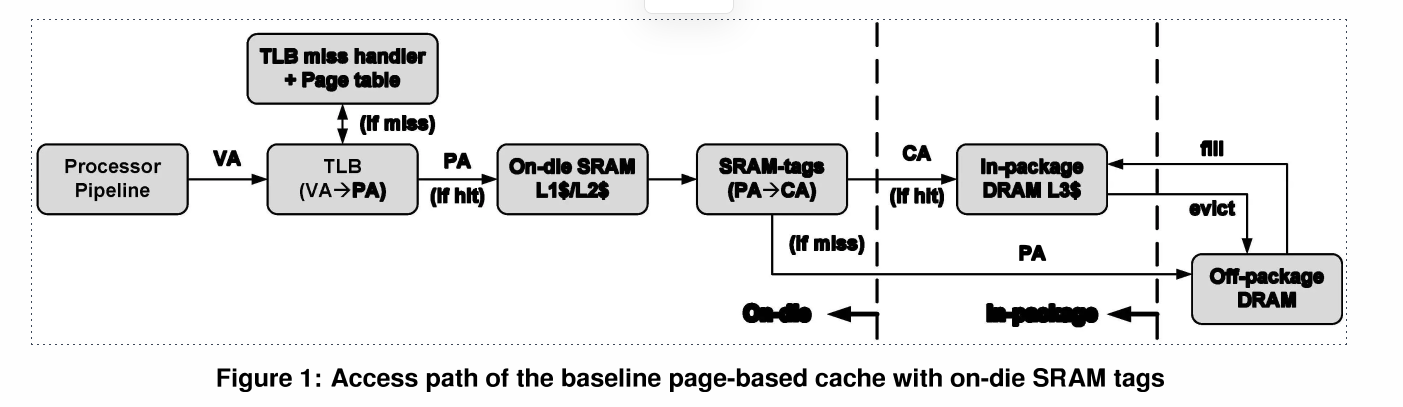 TLB miss handler
+ Page table
(if miss)
Processor
Pipeline
VA
TLB
(VA→PA)
PA
(if hit)
On-die SRAM
L1$/L2$
SRAM-tags
(PA→CA)
CA
(if hit)
In-package
DRAM L3$
fill
evict
(if miss)
PA
Off-package
DRAM
On-die
In-package
Figure 1: Access path of the baseline page-based cache with on-die SRAM tags